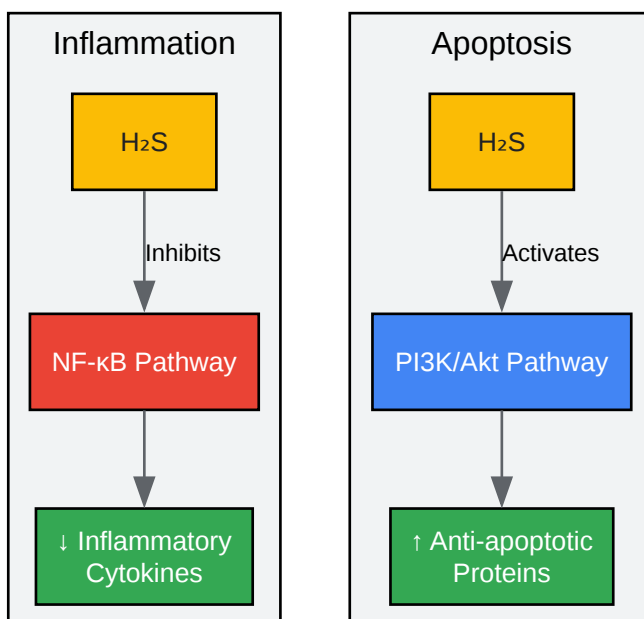 Inflammation
H₂S
Inhibits
NF-κB Pathway
↓ Inflammatory
Cytokines
Apoptosis
H₂S
Activates
PI3K/Akt Pathway
↑ Anti-apoptotic
Proteins